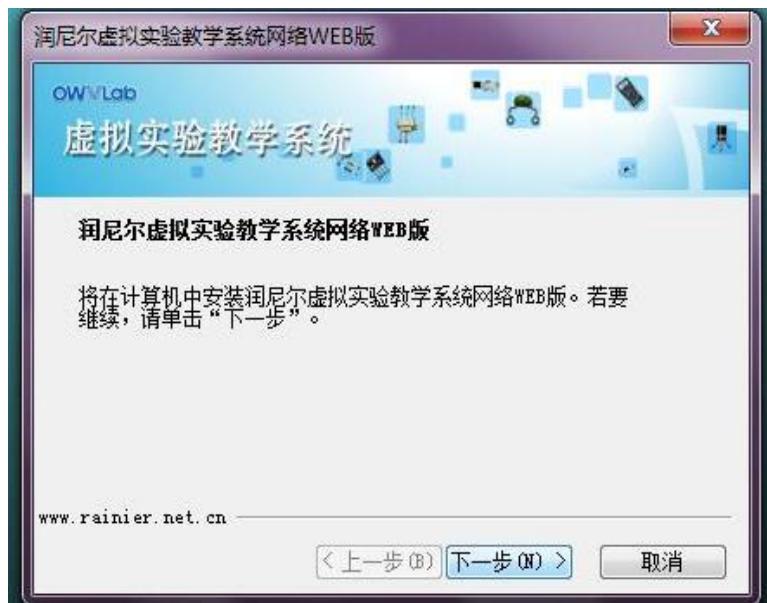 润尼尔虚拟实验教学系统网络WEB版
OWVLab
虚拟实验教学系统
润尼尔虚拟实验教学系统网络WEB版
将在计算机中安装润尼尔虚拟实验教学系统网络WEB版。若要
继续，请单击“下一步”。
www.rainier.net.cn
< 上一步(B) 下一步(N) > 取消